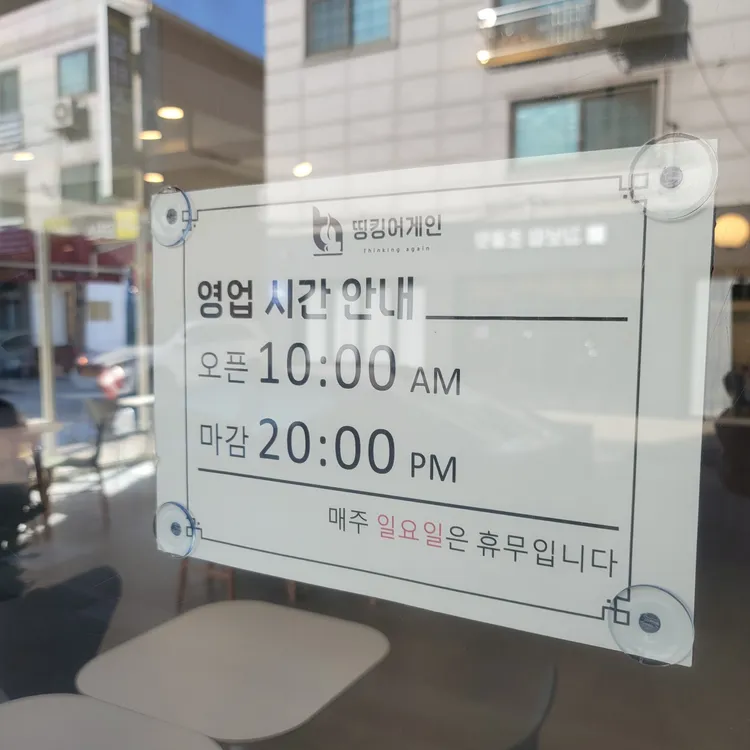 띵킹어게인
thinking again
영업 시간 안내
오픈 10:00 AM
마감 20:00 PM
매주 일요일은 휴무입니다